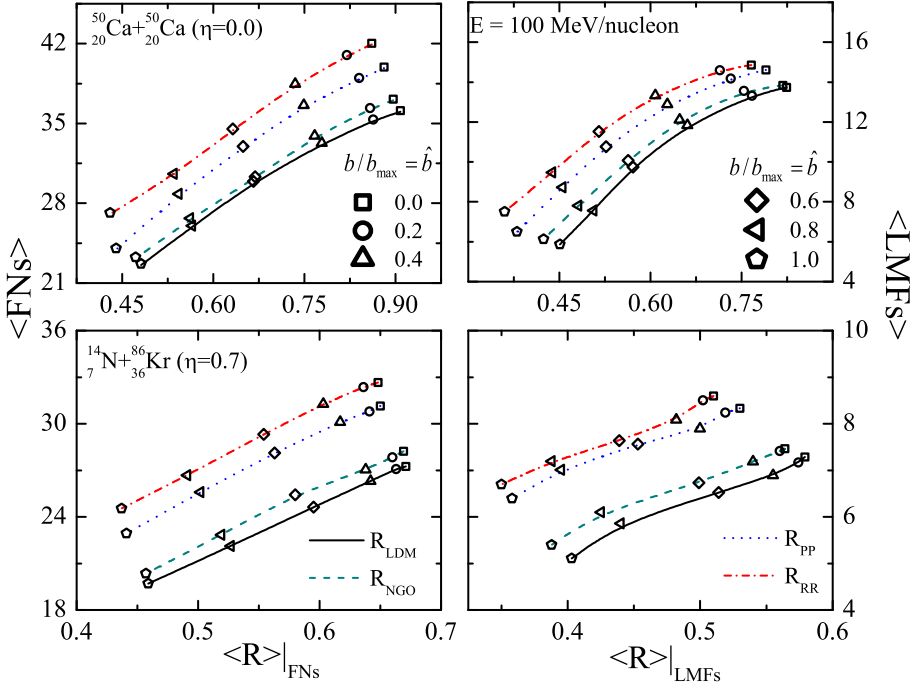 ⁵⁰₂₀Ca+⁵⁰₂₀Ca (η=0.0)
E = 100 MeV/nucleon
42
35
28
21
16
12
8
4
b/b_max = b̂
0.0
0.2
0.4
b/b_max = b̂
0.6
0.8
1.0
0.45 0.60 0.75 0.90
0.45 0.60 0.75
<FNs>
<LMFs>
¹⁴₇N+⁸⁶₃₆Kr (η=0.7)
36
30
24
18
10
8
6
4
R_LDM
R_NGO
R_PP
R_RR
0.4 0.5 0.6 0.7
0.4 0.5 0.6
<R>|_FNs
<R>|_LMFs